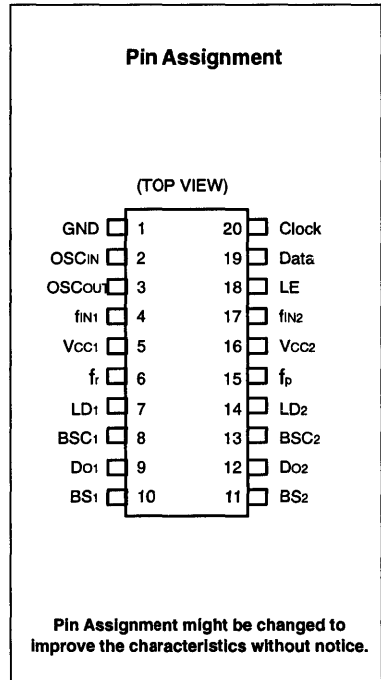 Pin Assignment
(TOP VIEW)
GND 1 20 Clock
OSCIN 2 19 Data
OSCOUT 3 18 LE
fIN1 4 17 fIN2
VCC1 5 16 VCC2
fr 6 15 fp
LD1 7 14 LD2
BSC1 8 13 BSC2
DO1 9 12 DO2
BS1 10 11 BS2
Pin Assignment might be changed to
improve the characteristics without notice.